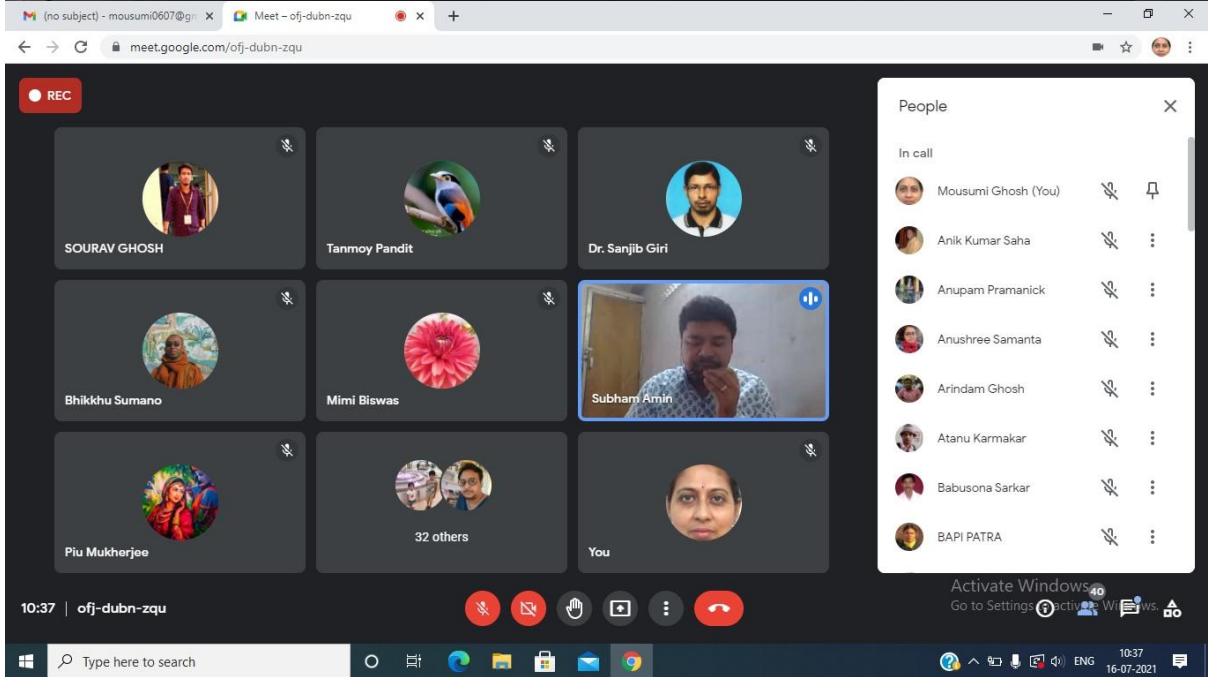 (no subject) - mousumi0607@gm
Meet – ofj-dubn-zqu
meet.google.com/ofj-dubn-zqu
REC
SOURAV GHOSH
Tanmoy Pandit
Dr. Sanjib Giri
Bhikkhu Sumano
Mimi Biswas
Subham Amin
Piu Mukherjee
32 others
You
People
In call
Mousumi Ghosh (You)
Anik Kumar Saha
Anupam Pramanick
Anushree Samanta
Arindam Ghosh
Atanu Karmakar
Babusona Sarkar
BAPI PATRA
10:37 | ofj-dubn-zqu
Activate Windows
40
Go to Settings
Type here to search
ENG
10:37
16-07-2021